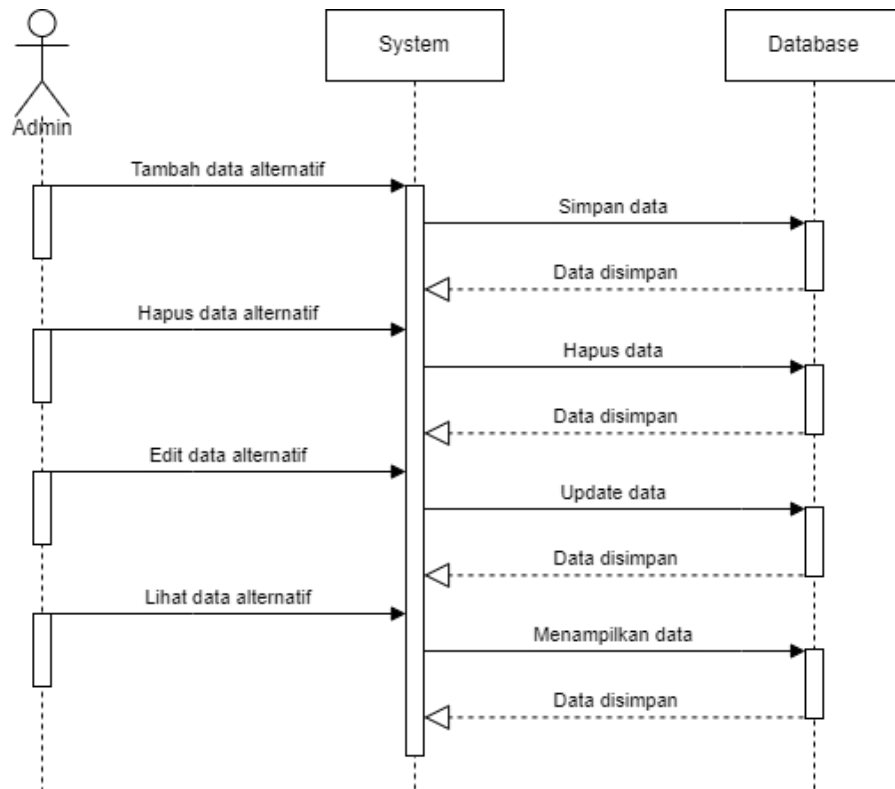 System
Database
Admin
Tambah data alternatif
Simpan data
Data disimpan
Hapus data alternatif
Hapus data
Data disimpan
Edit data alternatif
Update data
Data disimpan
Lihat data alternatif
Menampilkan data
Data disimpan